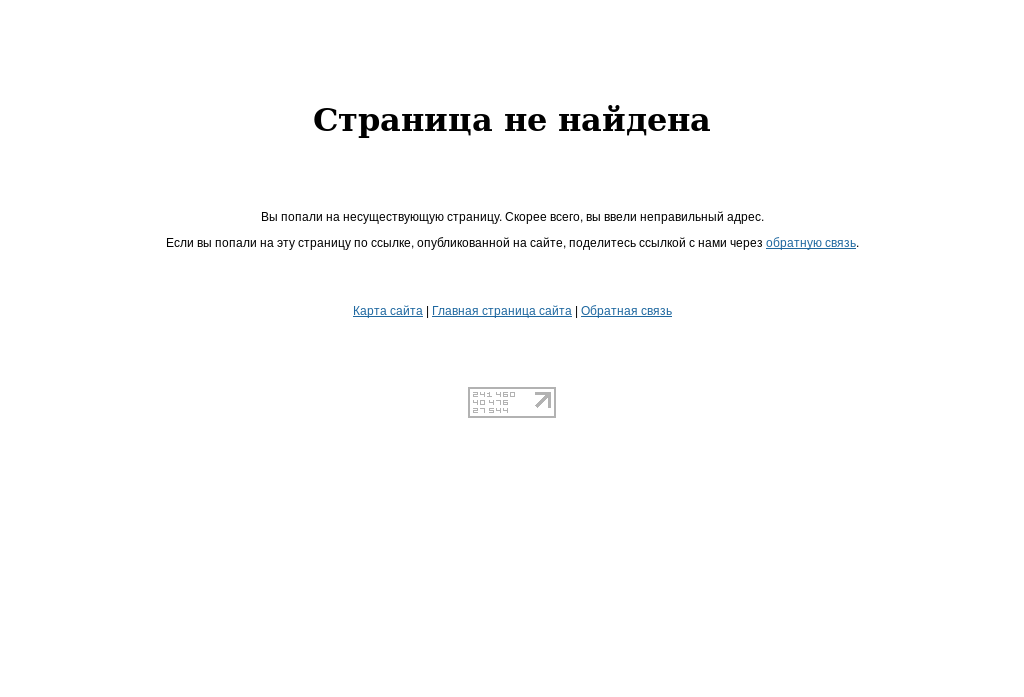 Страница не найдена
Вы попали на несуществующую страницу. Скорее всего, вы ввели неправильный адрес.
Если вы попали на эту страницу по ссылке, опубликованной на сайте, поделитесь ссылкой с нами через обратную связь.
Карта сайта | Главная страница сайта | Обратная связь
241 460
40 476
27 544